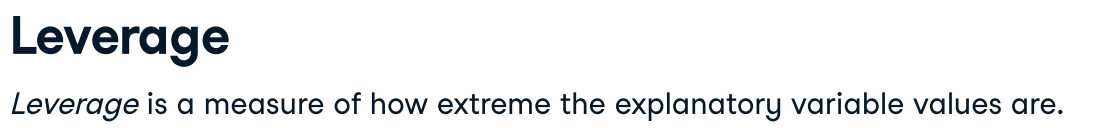 Leverage
Leverage is a measure of how extreme the explanatory variable values are.